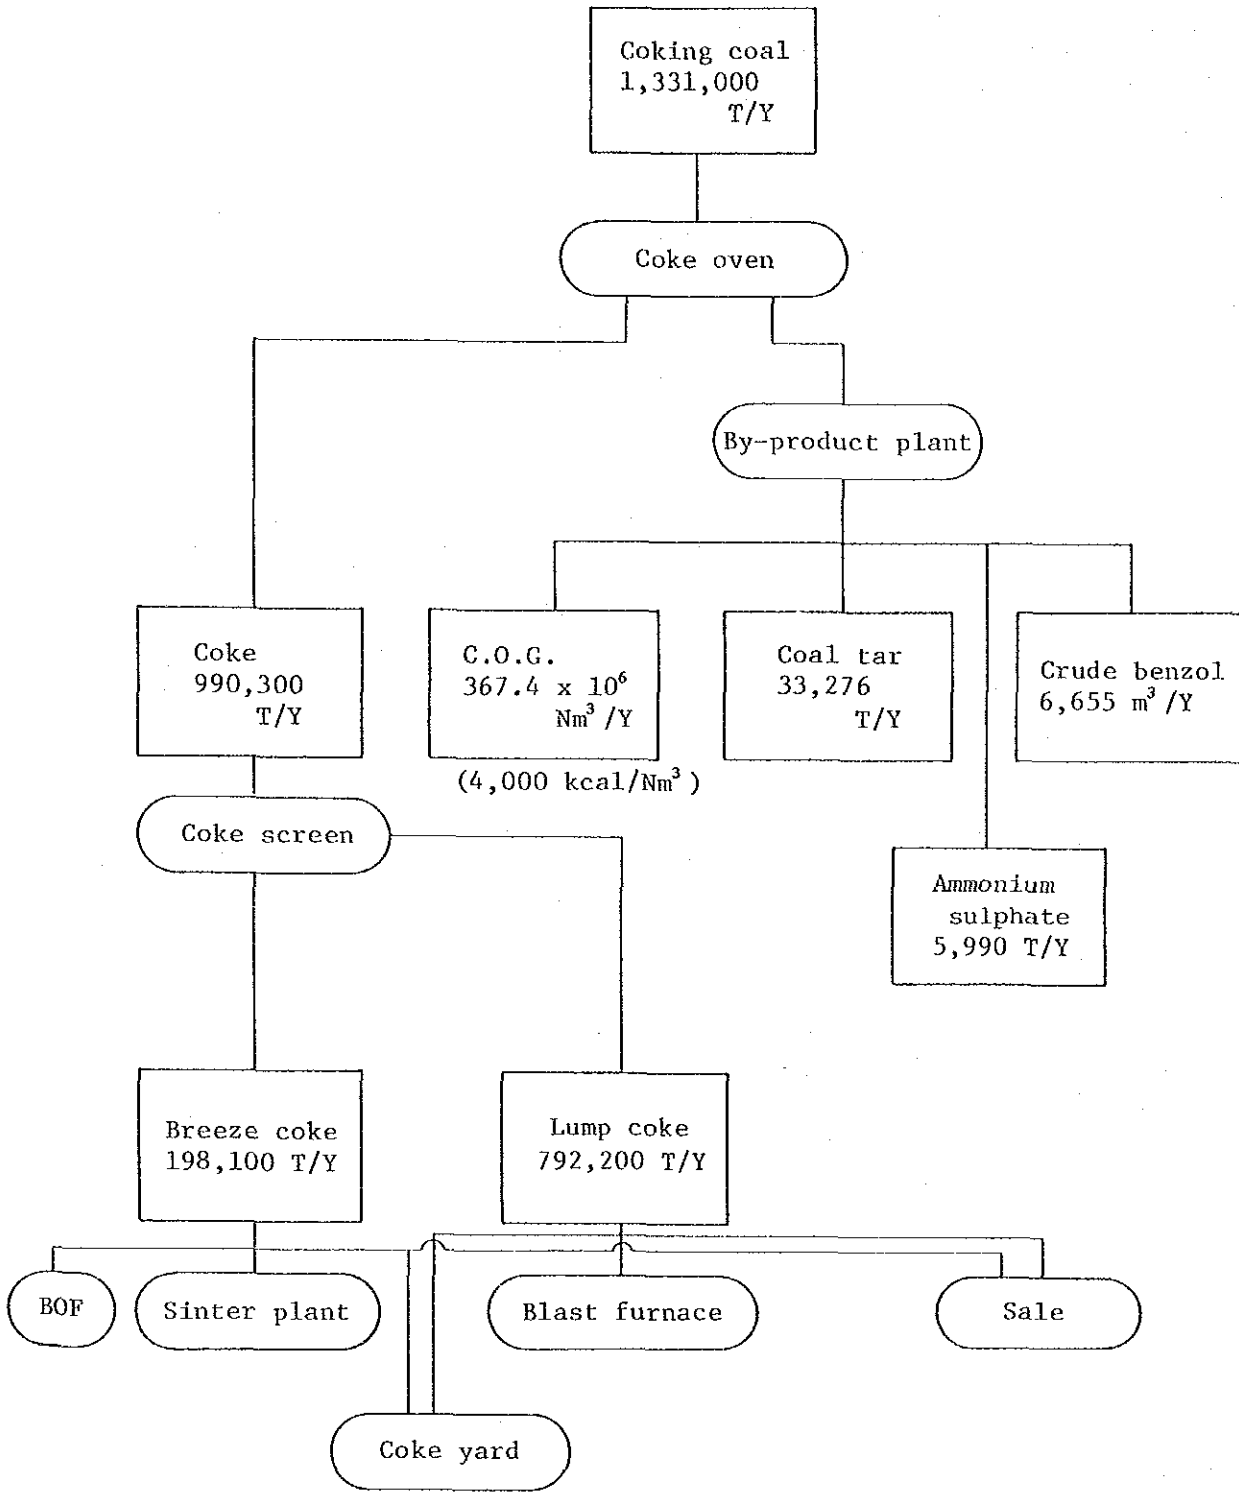 Coking coal
1,331,000
T/Y
Coke oven
By-product plant
Coke
990,300
T/Y
C.O.G.
367.4 x 10⁶
Nm³/Y
(4,000 kcal/Nm³)
Coal tar
33,276
T/Y
Crude benzol
6,655 m³/Y
Coke screen
Ammonium
sulphate
5,990 T/Y
Breeze coke
198,100 T/Y
Lump coke
792,200 T/Y
BOF
Sinter plant
Blast furnace
Sale
Coke yard